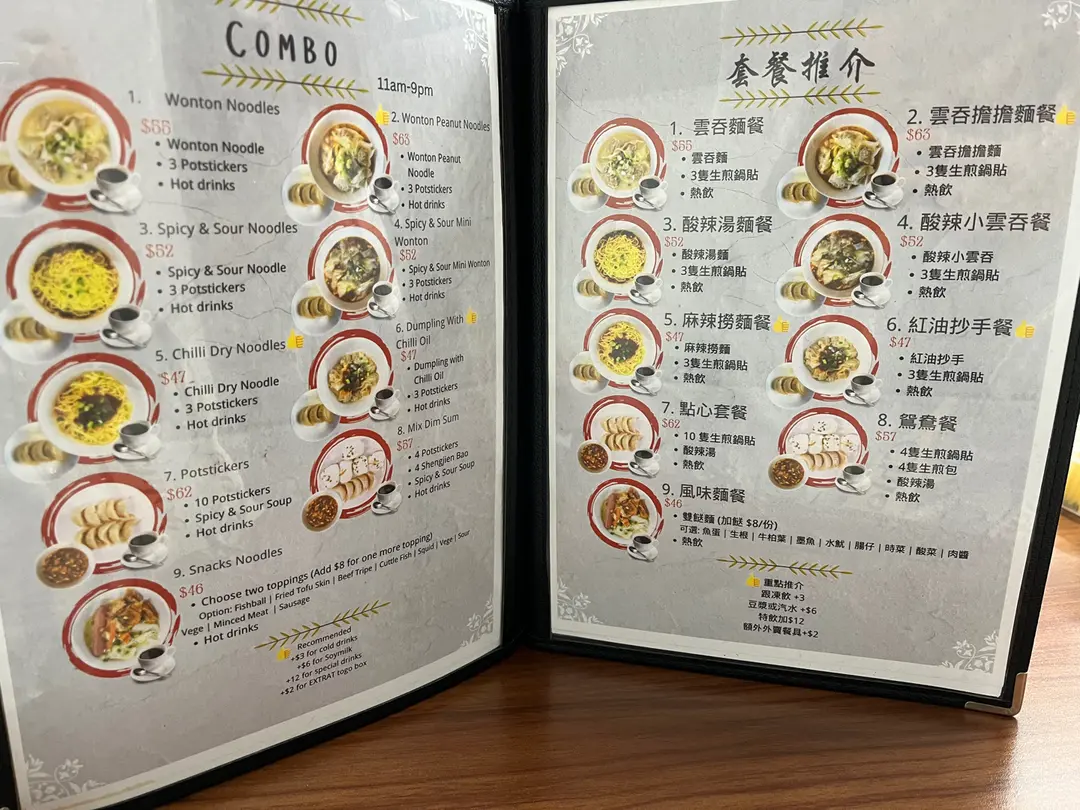 COMBO
11am-9pm
1. Wonton Noodles
$55
• Wonton Noodle
• 3 Potstickers
• Hot drinks
2. Wonton Peanut Noodles
$63
• Wonton Peanut
Noodle
• 3 Potstickers
• Hot drinks
3. Spicy & Sour Noodles
$52
• Spicy & Sour Noodle
• 3 Potstickers
• Hot drinks
4. Spicy & Sour Mini
Wonton
$52
• Spicy & Sour Mini Wonton
• 3 Potstickers
• Hot drinks
5. Chilli Dry Noodles
$47
• Chilli Dry Noodle
• 3 Potstickers
• Hot drinks
6. Dumpling With
Chilli Oil
$47
• Dumpling with
Chilli Oil
• 3 Potstickers
• Hot drinks
7. Potstickers
$62
• 10 Potstickers
• Spicy & Sour Soup
• Hot drinks
8. Mix Dim Sum
$57
• 4 Potstickers
• 4 Shengjien Bao
• Spicy & Sour Soup
• Hot drinks
9. Snacks Noodles
$46
• Choose two toppings (Add $8 for one more topping)
Option: Fishball | Fried Tofu Skin | Beef Tripe | Cuttle Fish | Squid | Vege | Sour
Vege | Minced Meat | Sausage
• Hot drinks
Recommended
+$3 for cold drinks
+$6 for Soymilk
+12 for Special drinks
+$2 for EXTRAT togo box
套餐推介
1. 雲吞麵餐
$55
• 雲吞麵
• 3隻生煎鍋貼
• 熱飲
2. 雲吞擔擔麵餐
$63
• 雲吞擔擔麵
• 3隻生煎鍋貼
• 熱飲
3. 酸辣湯麵餐
$52
• 酸辣湯麵
• 3隻生煎鍋貼
• 熱飲
4. 酸辣小雲吞餐
$52
• 酸辣小雲吞
• 3隻生煎鍋貼
• 熱飲
5. 麻辣撈麵餐
$47
• 麻辣撈麵
• 3隻生煎鍋貼
• 熱飲
6. 紅油抄手餐
$47
• 紅油抄手
• 3隻生煎鍋貼
• 熱飲
7. 點心套餐
$62
• 10 隻生煎鍋貼
• 酸辣湯
• 熱飲
8. 鴛鴦餐
$57
• 4隻生煎鍋貼
• 4隻生煎包
• 酸辣湯
• 熱飲
9. 風味麵餐
$46
• 雙餸麵 (加餸 $8/份)
可選: 魚蛋 | 生根 | 牛柏葉 | 墨魚 | 水魷 | 腸仔 | 時菜 | 酸菜 | 肉醬
• 熱飲
重點推介
跟凍飲 +3
豆漿或汽水 +$6
特飲加$12
額外外賣餐具+$2